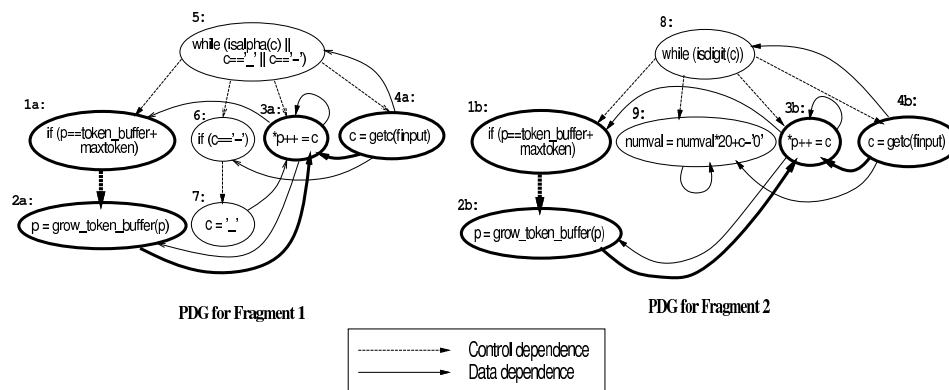 5:
while (isalpha(c) ||
c=='_' || c=='-')
1a:
if (p==token_buffer+
maxtoken)
6:
if (c=='-')
3a:
*p++ = c
4a:
c = getc(finput)
7:
c = '_'
2a:
p = grow_token_buffer(p)
PDG for Fragment 1
8:
while (isdigit(c))
1b:
if (p==token_buffer+
maxtoken)
9:
numval = numval*20+c-'0'
3b:
*p++ = c
4b:
c = getc(finput)
2b:
p = grow_token_buffer(p)
PDG for Fragment 2
Control dependence
Data dependence